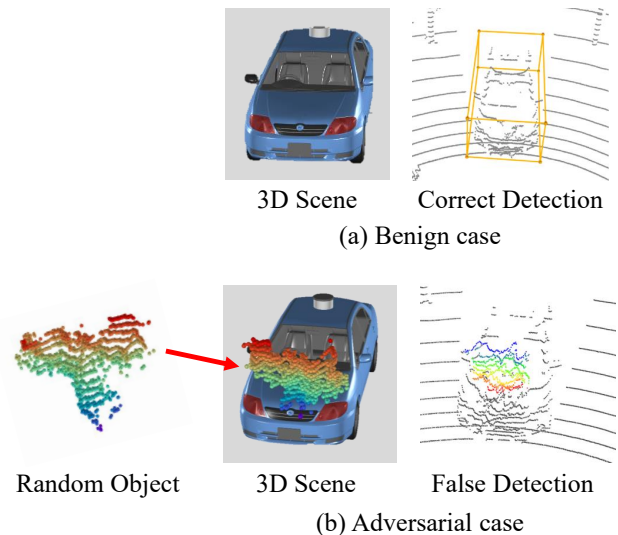 3D Scene
Correct Detection
(a) Benign case
Random Object
3D Scene
False Detection
(b) Adversarial case